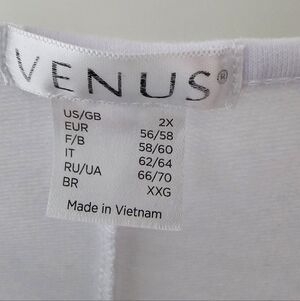 VENUS®
US/GB 2X
EUR 56/58
F/B 58/60
IT 62/64
RU/UA 66/70
BR XXG
Made in Vietnam